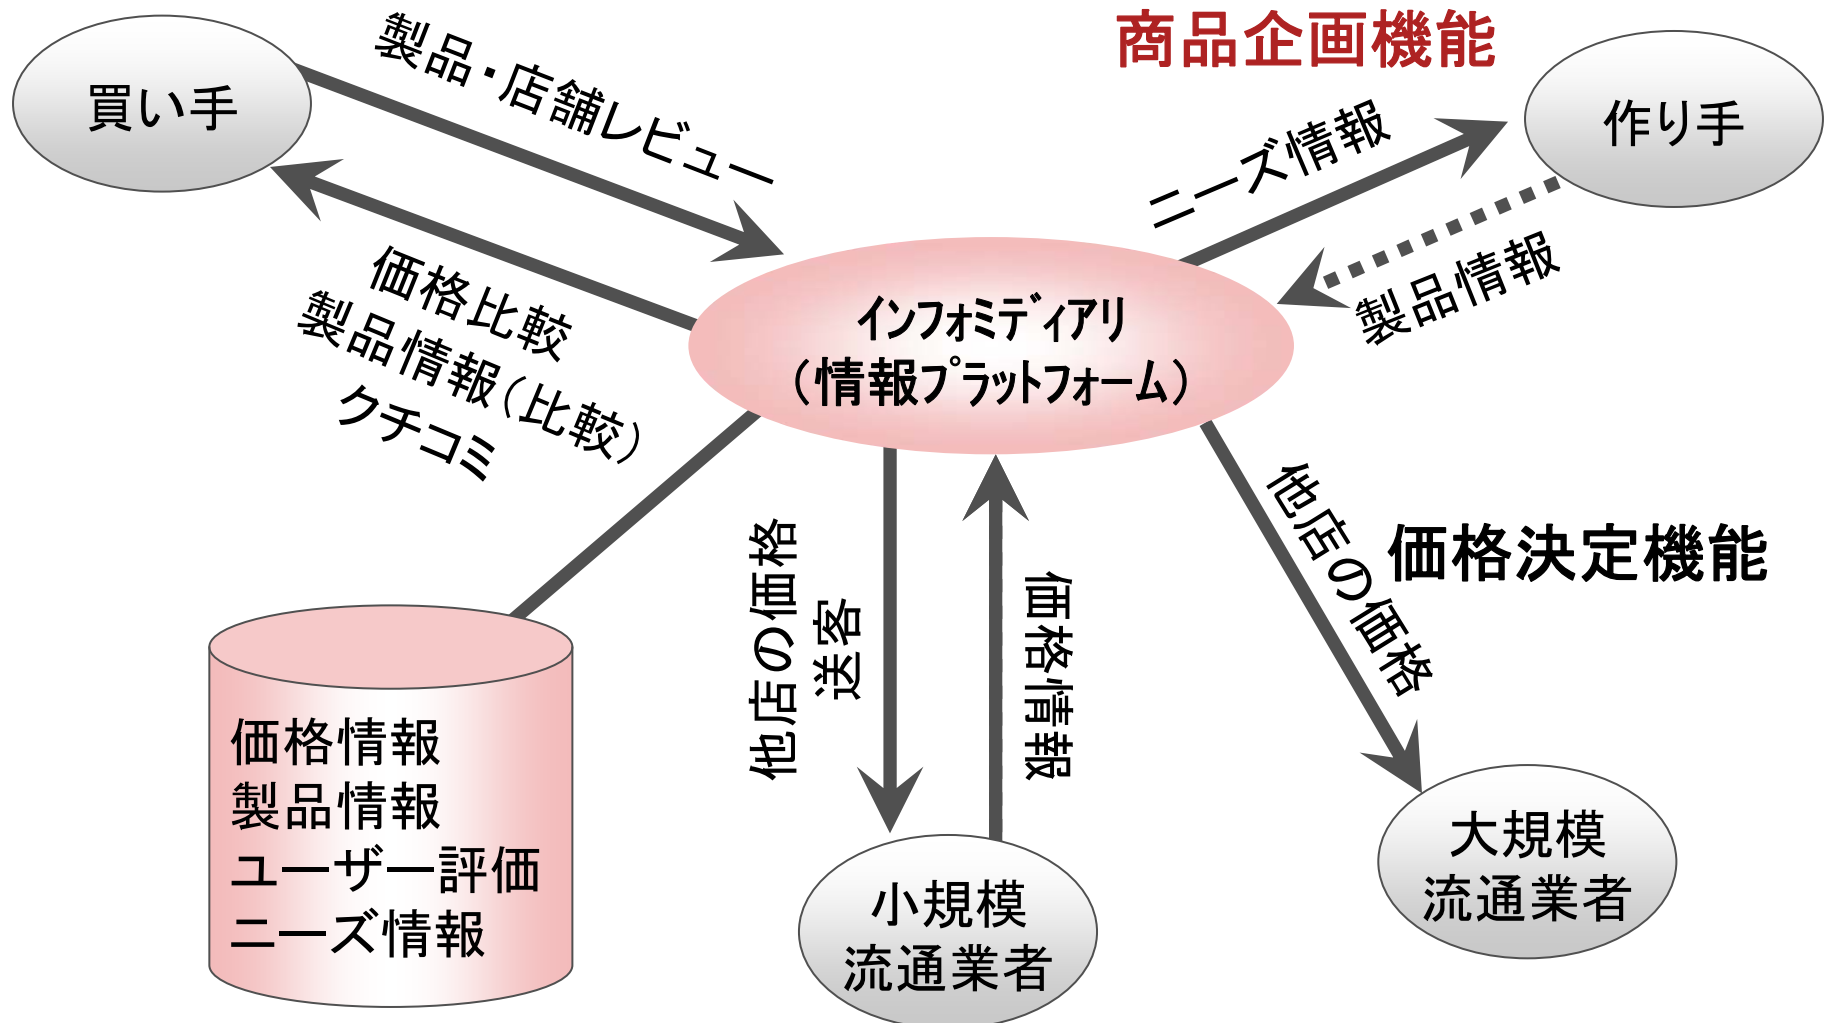 商品企画機能
買い手
製品・店舗レビュー
作り手
ニーズ情報
製品情報
価格比較
製品情報（比較）
クチコミ
インフォミディアリ
（情報プラットフォーム）
他店の価格
送客
価格情報
他店の価格
価格決定機能
価格情報
製品情報
ユーザー評価
ニーズ情報
小規模
流通業者
大規模
流通業者